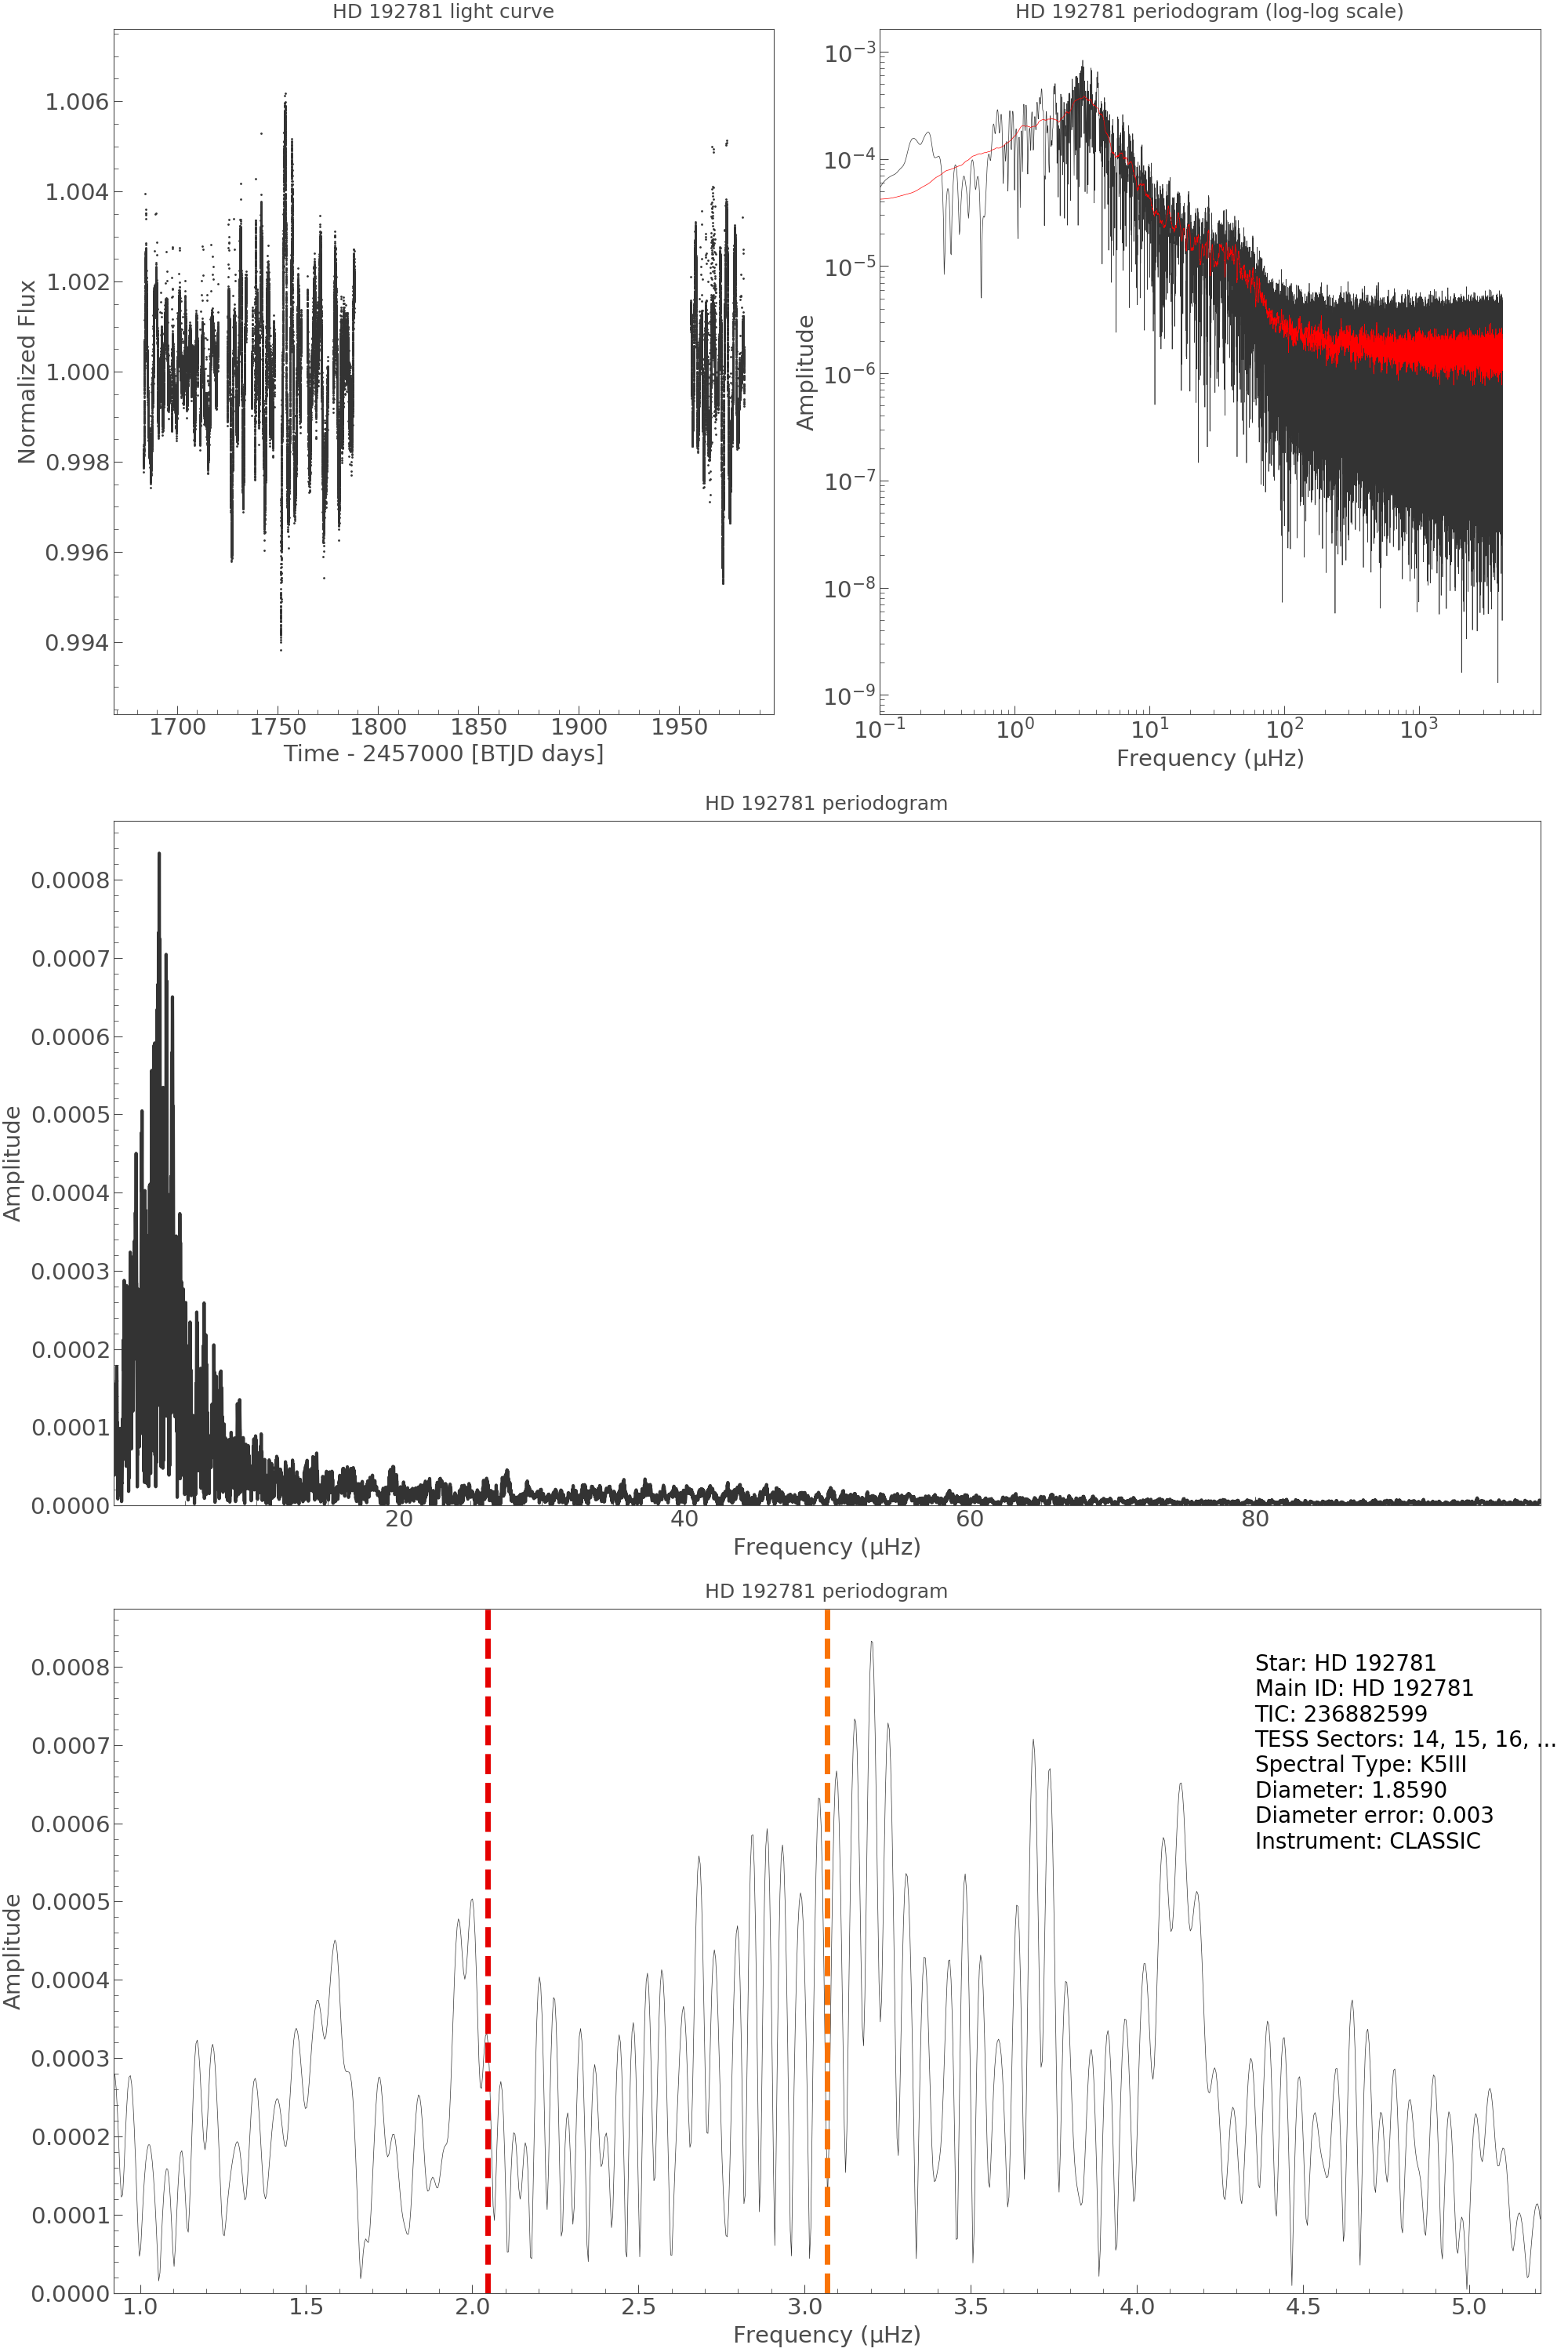 HD 192781 light curve
1.006
1.004
1.002
1.000
0.998
0.996
0.994
Normalized Flux
1700 1750 1800 1850 1900 1950
Time - 2457000 [BTJD days]
HD 192781 periodogram (log-log scale)
10⁻³
10⁻⁴
10⁻⁵
10⁻⁶
10⁻⁷
10⁻⁸
10⁻⁹
Amplitude
10⁻¹ 10⁰ 10¹ 10² 10³
Frequency (μHz)
HD 192781 periodogram
0.0008
0.0007
0.0006
0.0005
0.0004
0.0003
0.0002
0.0001
0.0000
Amplitude
20 40 60 80
Frequency (μHz)
HD 192781 periodogram
0.0008
0.0007
0.0006
0.0005
0.0004
0.0003
0.0002
0.0001
0.0000
Amplitude
Star: HD 192781
Main ID: HD 192781
TIC: 236882599
TESS Sectors: 14, 15, 16, ...
Spectral Type: K5III
Diameter: 1.8590
Diameter error: 0.003
Instrument: CLASSIC
1.0 1.5 2.0 2.5 3.0 3.5 4.0 4.5 5.0
Frequency (μHz)